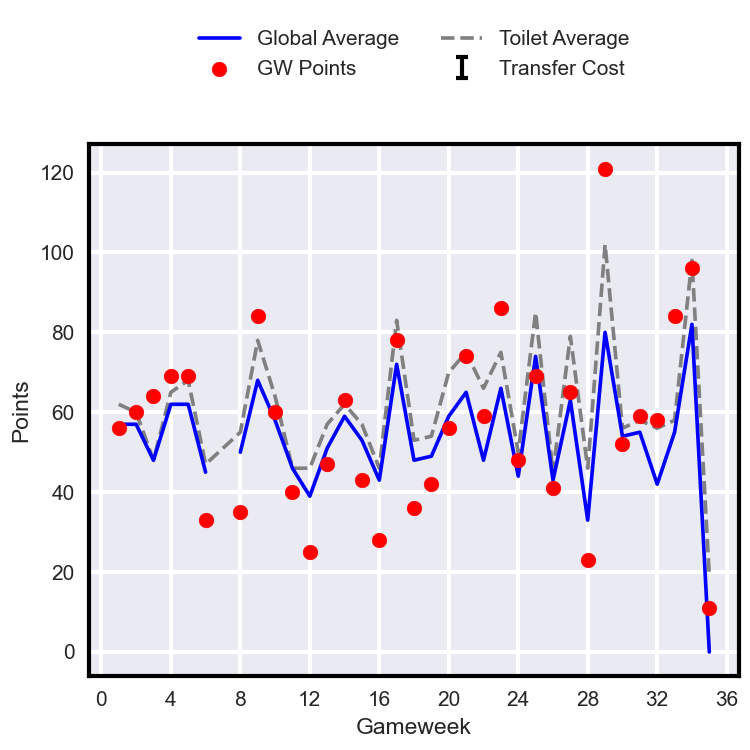 Global Average
Toilet Average
GW Points
Transfer Cost
120
100
80
60
40
20
0
Points
0 4 8 12 16 20 24 28 32 36
Gameweek